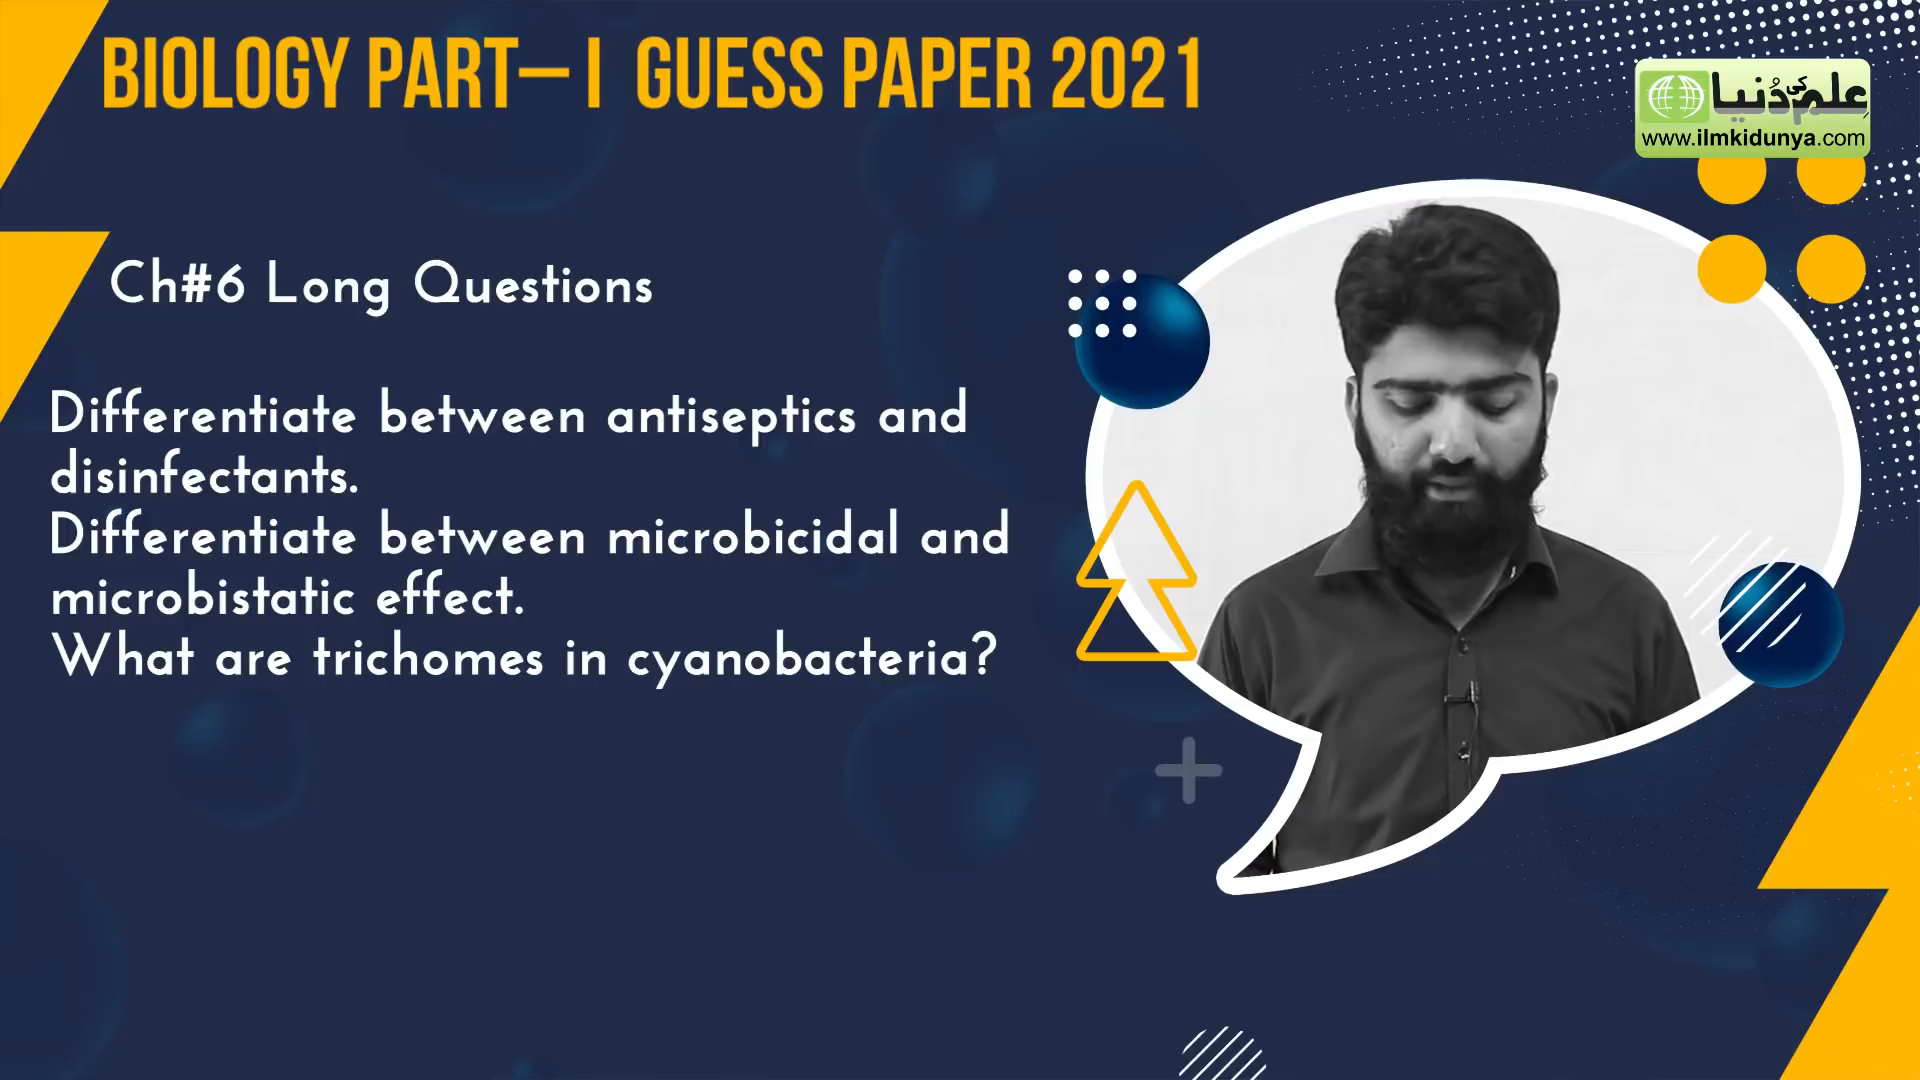 BIOLOGY PART–I GUESS PAPER 2021
علم کی دُنیا
www.ilmkidunya.com
Ch#6 Long Questions
Differentiate between antiseptics and
disinfectants.
Differentiate between microbicidal and
microbistatic effect.
What are trichomes in cyanobacteria?